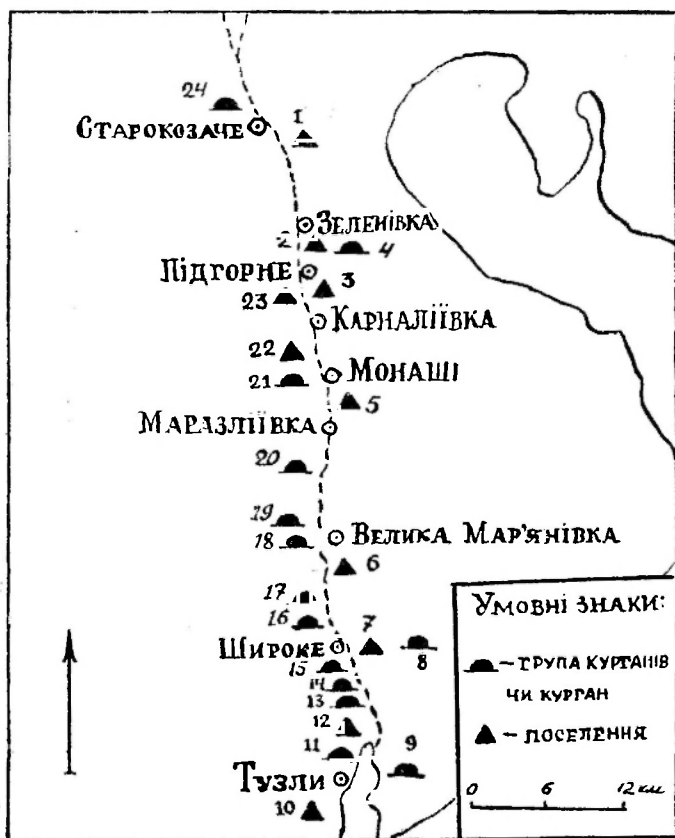 24
Старокозаче
1
Зеленівка
2
4
Підгорне
3
23
Карналіївка
22
21
Монаші
5
Маразліївка
20
19
18
Велика Мар'янівка
6
17
16
7
Широке
8
15
14
13
12
11
9
Тузли
10
Умовні знаки:
– група курганів
чи курган
– поселення
0 6 12 км